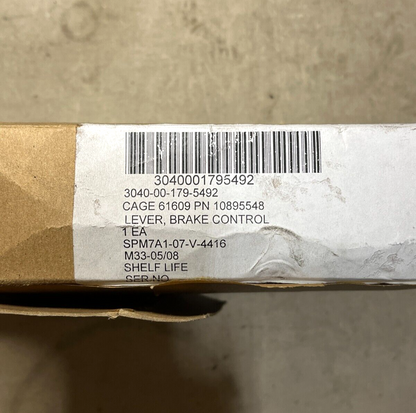 3040001795492
3040-00-179-5492
CAGE 61609 PN 10895548
LEVER, BRAKE CONTROL
1 EA
SPM7A1-07-V-4416
M33-05/08
SHELF LIFE
SER NO